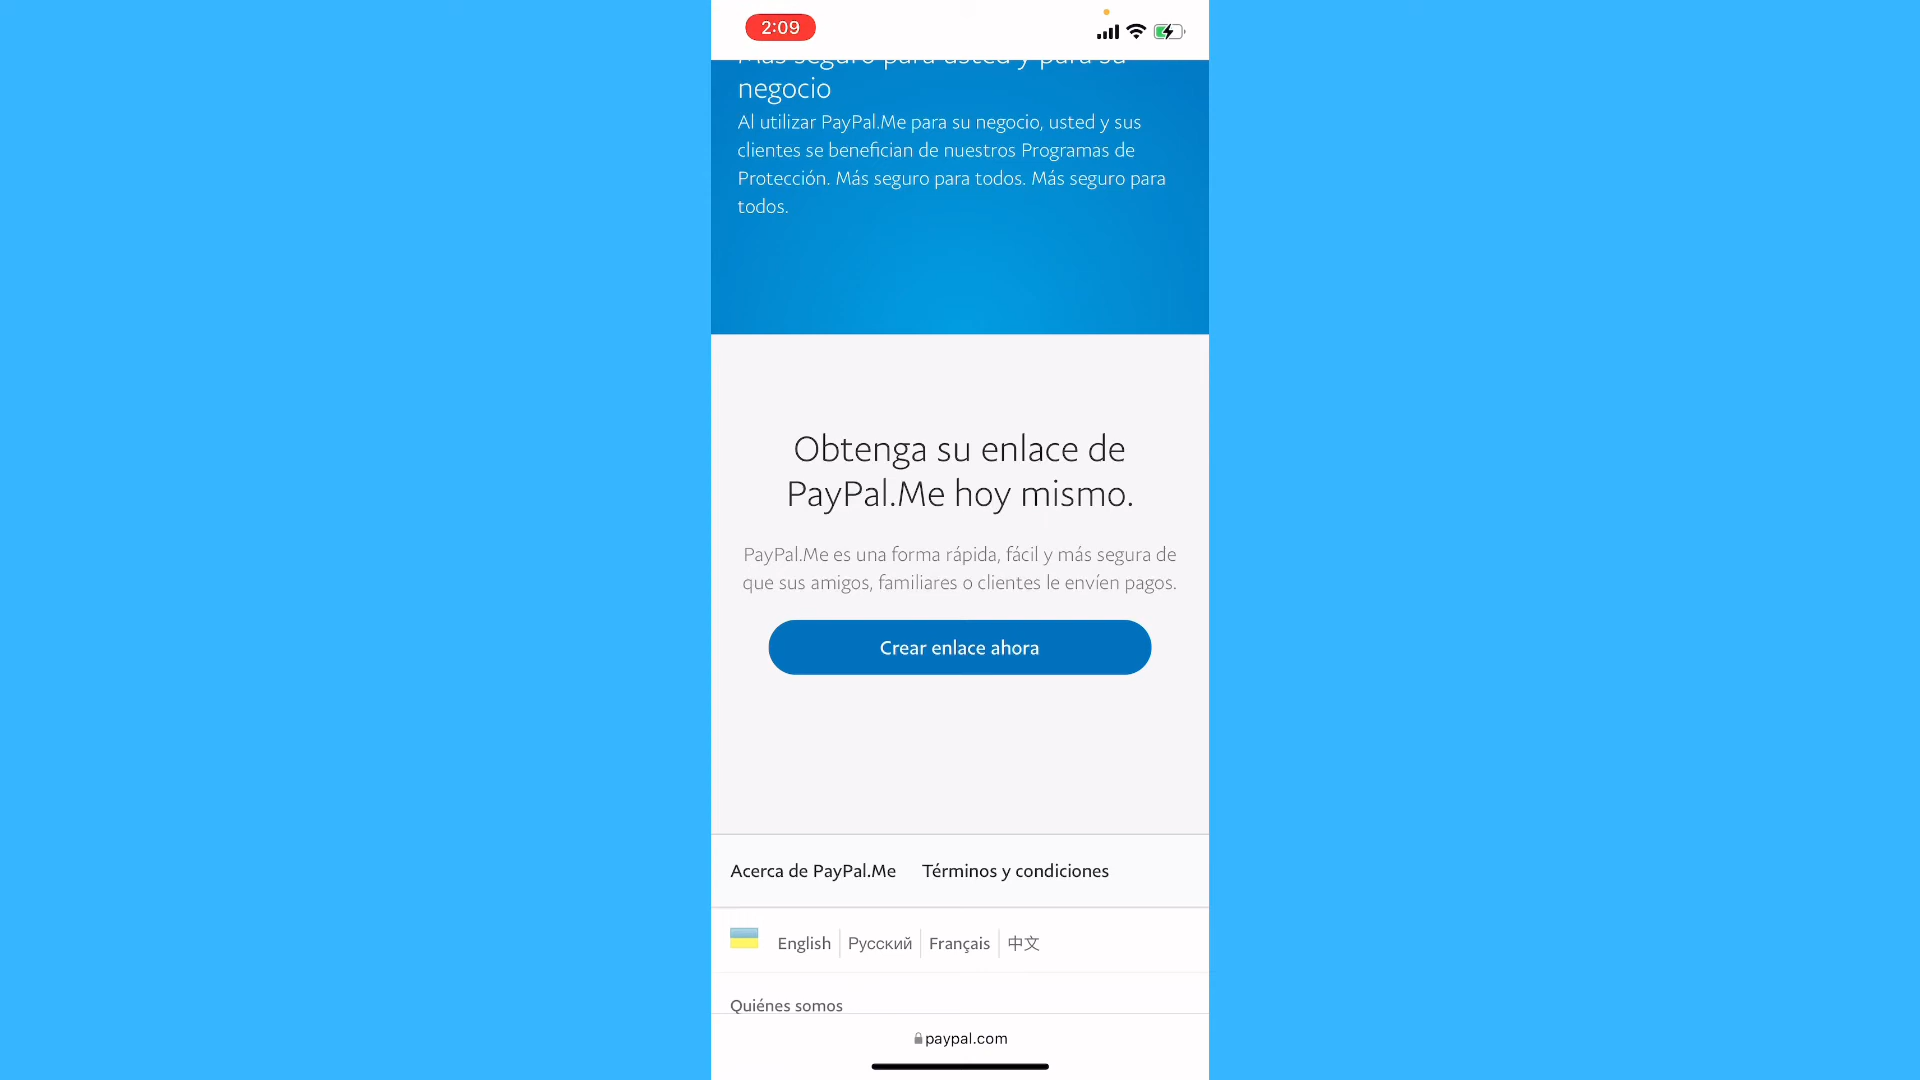 2:09
Más seguro para usted y para su
negocio
Al utilizar PayPal.Me para su negocio, usted y sus
clientes se benefician de nuestros Programas de
Protección. Más seguro para todos. Más seguro para
todos.
Obtenga su enlace de
PayPal.Me hoy mismo.
PayPal.Me es una forma rápida, fácil y más segura de
que sus amigos, familiares o clientes le envíen pagos.
Crear enlace ahora
Acerca de PayPal.Me Términos y condiciones
English Русский Français 中文
Quiénes somos
paypal.com